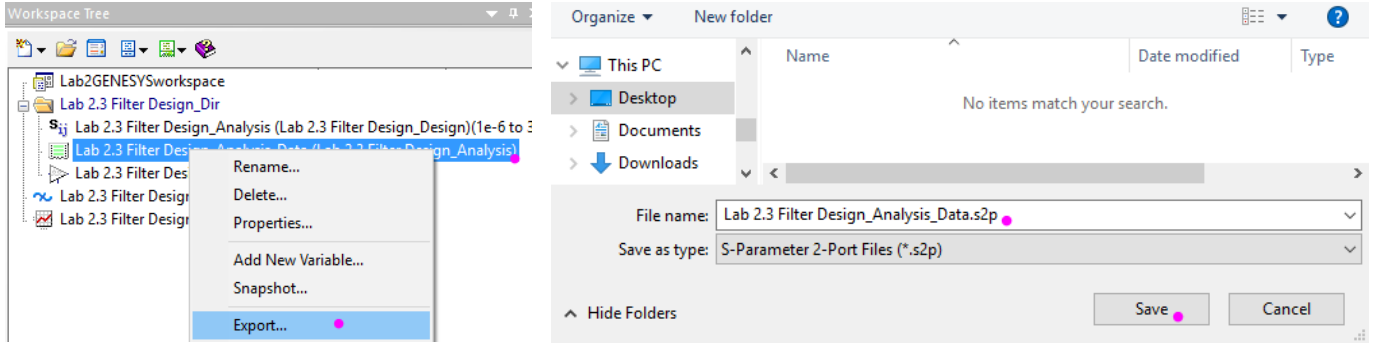 Workspace Tree
Lab2GENESYSworkspace
Lab 2.3 Filter Design_Dir
Sij Lab 2.3 Filter Design_Analysis (Lab 2.3 Filter Design_Design)(1e-6 to 3
Lab 2.3 Filter Design_Analysis_Data (Lab 2.3 Filter Design_Analysis)
Lab 2.3 Filter Des
Lab 2.3 Filter Desigr
Lab 2.3 Filter Desigr
Rename...
Delete...
Properties...
Add New Variable...
Snapshot...
Export...
Organize
New folder
?
This PC
Desktop
Documents
Downloads
Name
Date modified
Type
No items match your search.
File name: Lab 2.3 Filter Design_Analysis_Data.s2p
Save as type: S-Parameter 2-Port Files (*.s2p)
Hide Folders
Save
Cancel